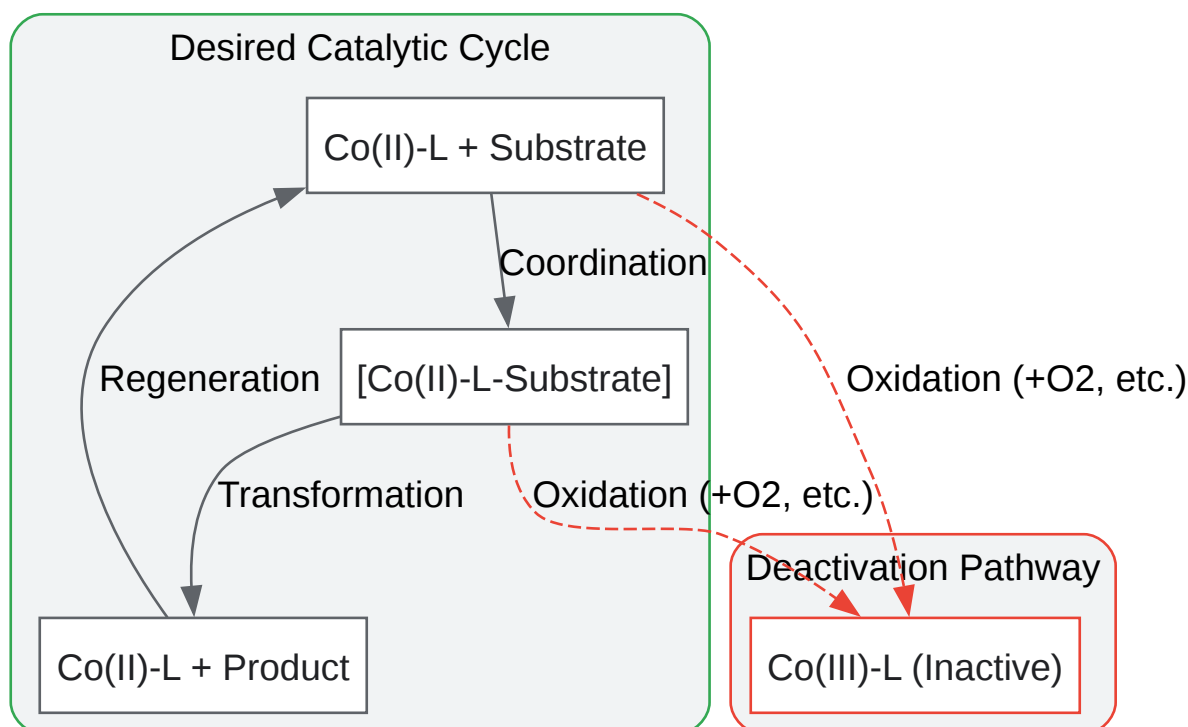 Desired Catalytic Cycle
Co(II)-L + Substrate
Coordination
[Co(II)-L-Substrate]
Regeneration
Oxidation (+O2, etc.)
Transformation
Oxidation (+O2, etc.)
Deactivation Pathway
Co(II)-L + Product
Co(III)-L (Inactive)